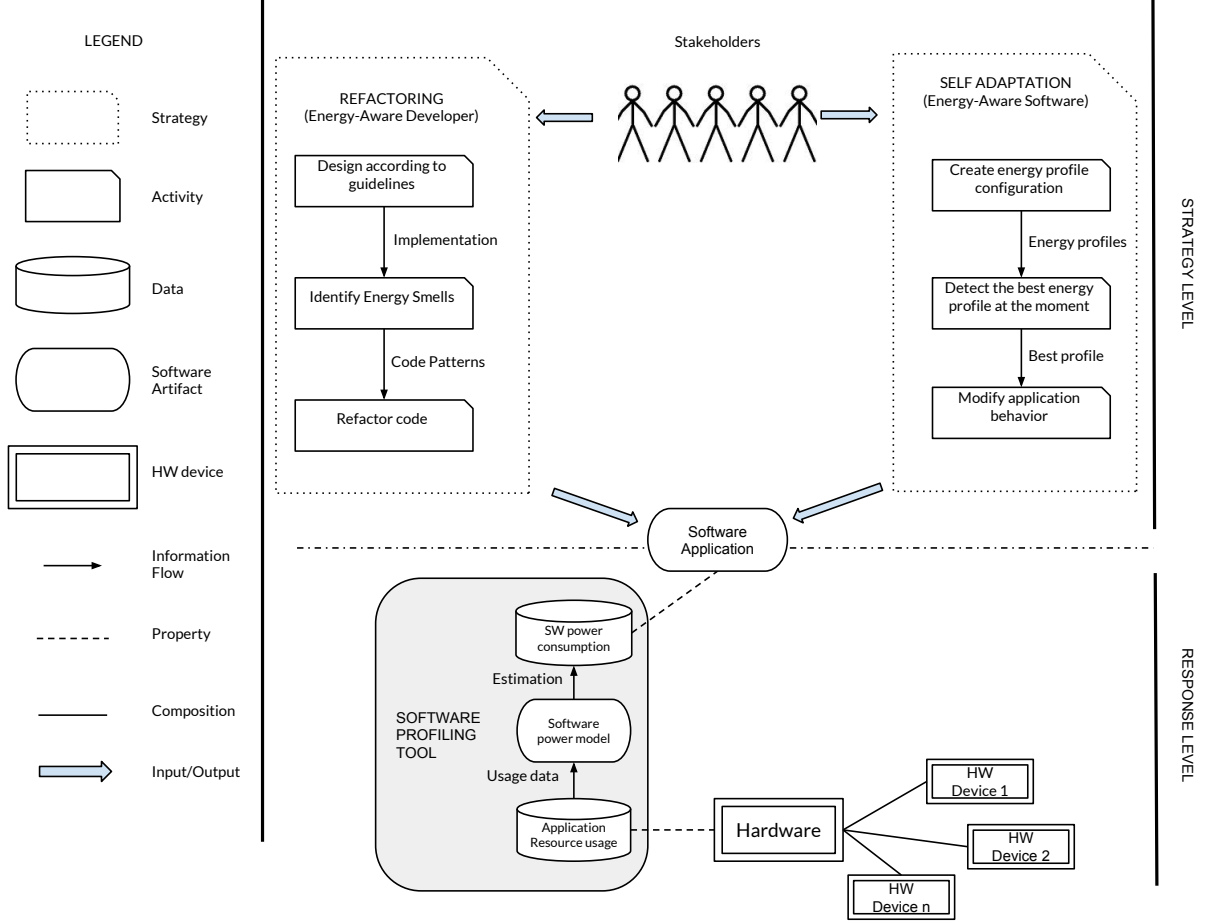 LEGEND
Strategy
Activity
Data
Software
Artifact
HW device
Information
Flow
Property
Composition
Input/Output
Stakeholders
REFACTORING
(Energy-Aware Developer)
Design according to
guidelines
Implementation
Identify Energy Smells
Code Patterns
Refactor code
SELF ADAPTATION
(Energy-Aware Software)
Create energy profile
configuration
Energy profiles
Detect the best energy
profile at the moment
Best profile
Modify application
behavior
STRATEGY LEVEL
Software
Application
SW power
consumption
Estimation
Software
power model
SOFTWARE
PROFILING
TOOL
Usage data
Application
Resource usage
Hardware
HW
Device 1
HW
Device 2
HW
Device n
RESPONSE LEVEL